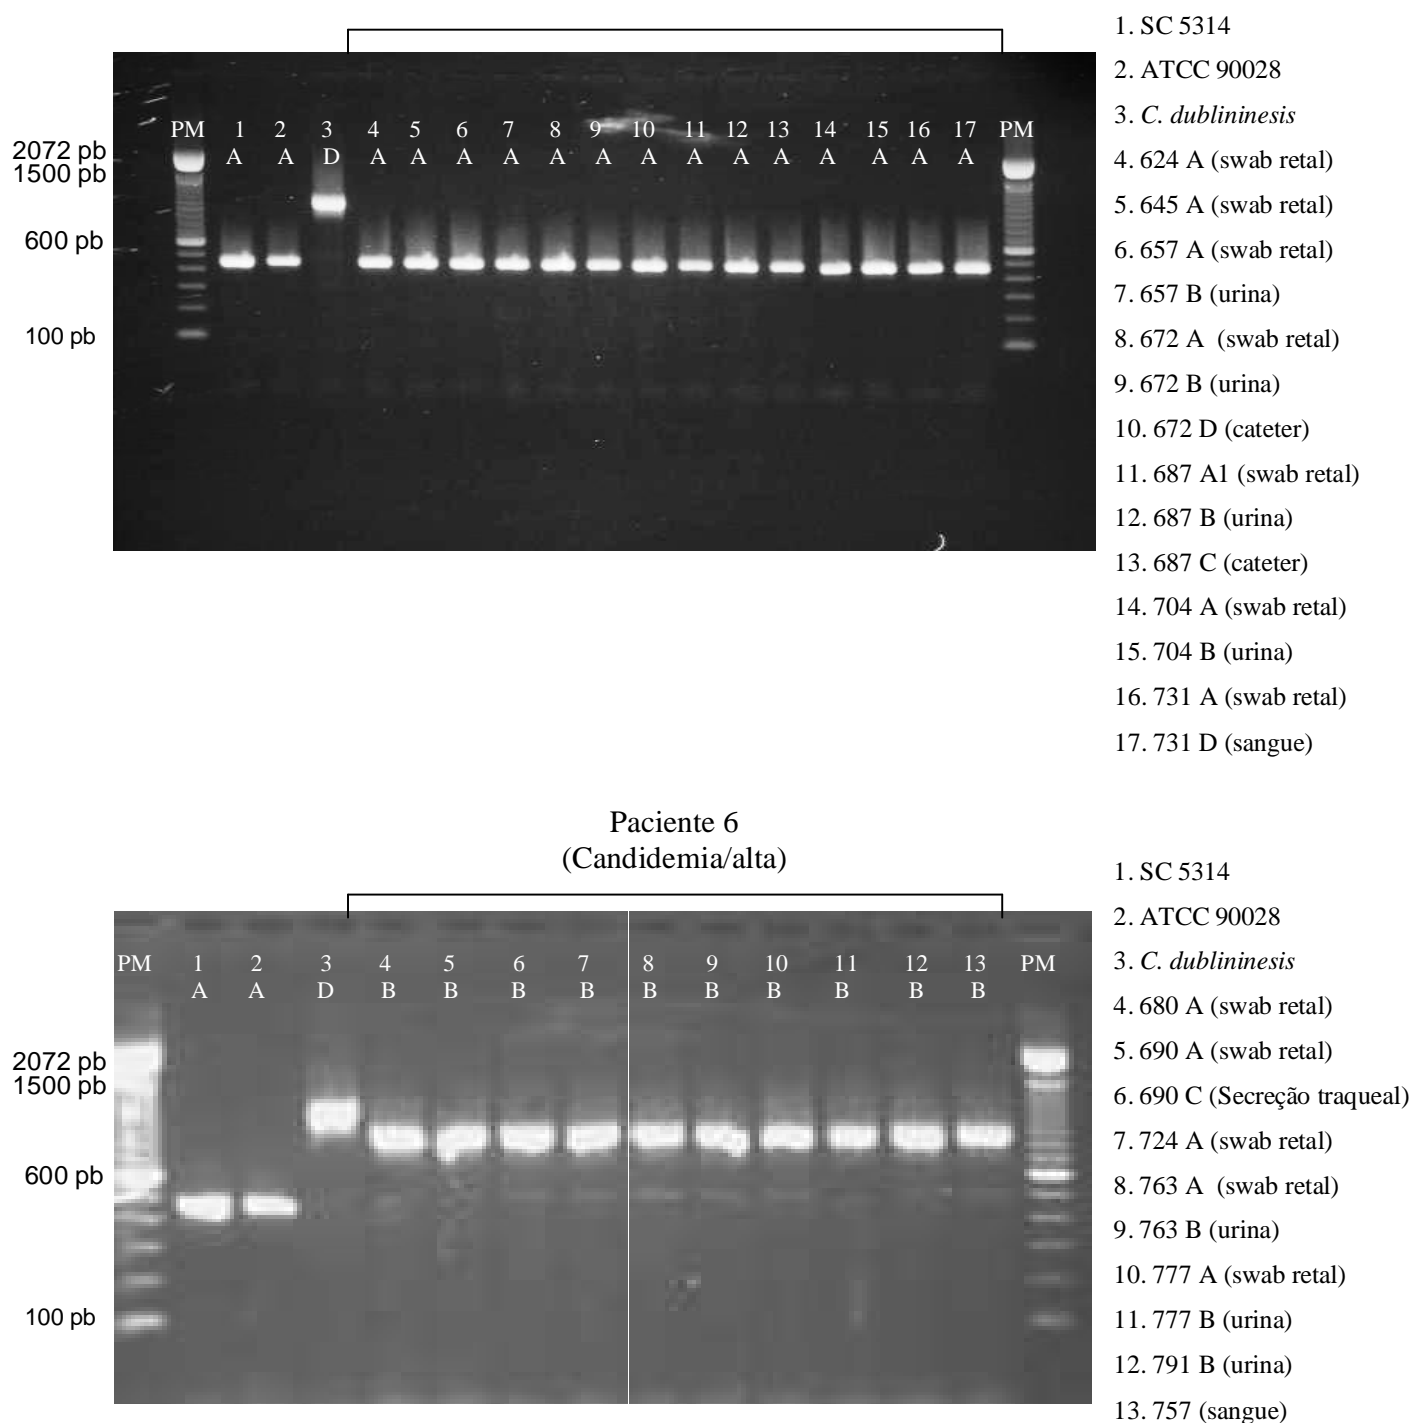 PM 1 2 3 4 5 6 7 8 9 10 11 12 13 14 15 16 17 PM
A A D A A A A A A A A A A A A A A
2072 pb
1500 pb
600 pb
100 pb
1. SC 5314
2. ATCC 90028
3. C. dublininesis
4. 624 A (swab retal)
5. 645 A (swab retal)
6. 657 A (swab retal)
7. 657 B (urina)
8. 672 A (swab retal)
9. 672 B (urina)
10. 672 D (cateter)
11. 687 A1 (swab retal)
12. 687 B (urina)
13. 687 C (cateter)
14. 704 A (swab retal)
15. 704 B (urina)
16. 731 A (swab retal)
17. 731 D (sangue)
Paciente 6
(Candidemia/alta)
PM 1 2 3 4 5 6 7 8 9 10 11 12 13 PM
A A D B B B B B B B B B B
2072 pb
1500 pb
600 pb
100 pb
1. SC 5314
2. ATCC 90028
3. C. dublininesis
4. 680 A (swab retal)
5. 690 A (swab retal)
6. 690 C (Secreção traqueal)
7. 724 A (swab retal)
8. 763 A (swab retal)
9. 763 B (urina)
10. 777 A (swab retal)
11. 777 B (urina)
12. 791 B (urina)
13. 757 (sangue)